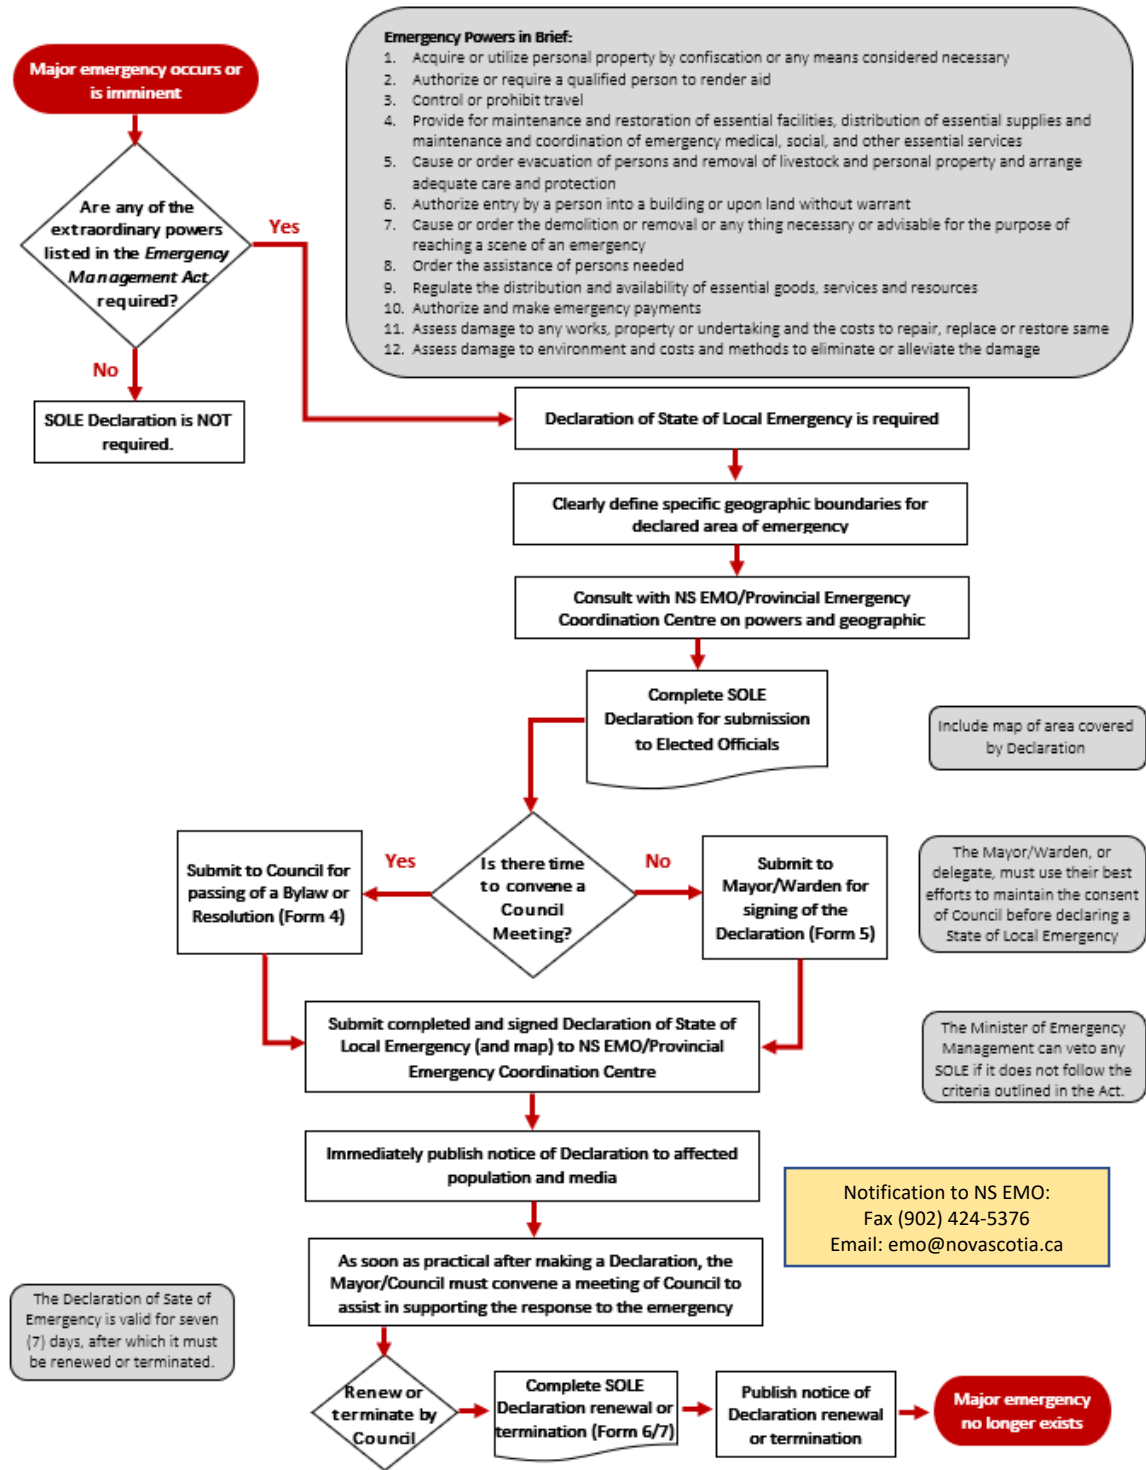 Emergency Powers in Brief:
1. Acquire or utilize personal property by confiscation or any means considered necessary
2. Authorize or require a qualified person to render aid
3. Control or prohibit travel
4. Provide for maintenance and restoration of essential facilities, distribution of essential supplies and
maintenance and coordination of emergency medical, social, and other essential services
5. Cause or order evacuation of persons and removal of livestock and personal property and arrange
adequate care and protection
6. Authorize entry by a person into a building or upon land without warrant
7. Cause or order the demolition or removal or any thing necessary or advisable for the purpose of
reaching a scene of an emergency
8. Order the assistance of persons needed
9. Regulate the distribution and availability of essential goods, services and resources
10. Authorize and make emergency payments
11. Assess damage to any works, property or undertaking and the costs to repair, replace or restore same
12. Assess damage to environment and costs and methods to eliminate or alleviate the damage
Major emergency occurs or
is imminent
Are any of the
extraordinary powers
listed in the Emergency
Management Act
required?
Yes
No
SOLE Declaration is NOT
required.
Declaration of State of Local Emergency is required
Clearly define specific geographic boundaries for
declared area of emergency
Consult with NS EMO/Provincial Emergency
Coordination Centre on powers and geographic
Complete SOLE
Declaration for submission
to Elected Officials
Include map of area covered
by Declaration
Is there time
to convene a
Council
Meeting?
Yes
No
Submit to Council for
passing of a Bylaw or
Resolution (Form 4)
Submit to
Mayor/Warden for
signing of the
Declaration (Form 5)
The Mayor/Warden, or
delegate, must use their best
efforts to maintain the consent
of Council before declaring a
State of Local Emergency
Submit completed and signed Declaration of State of
Local Emergency (and map) to NS EMO/Provincial
Emergency Coordination Centre
The Minister of Emergency
Management can veto any
SOLE if it does not follow the
criteria outlined in the Act.
Immediately publish notice of Declaration to affected
population and media
Notification to NS EMO:
Fax (902) 424-5376
Email: emo@novascotia.ca
As soon as practical after making a Declaration, the
Mayor/Council must convene a meeting of Council to
assist in supporting the response to the emergency
The Declaration of Sate of
Emergency is valid for seven
(7) days, after which it must
be renewed or terminated.
Renew or
terminate by
Council
Complete SOLE
Declaration renewal or
termination (Form 6/7)
Publish notice of
Declaration renewal
or termination
Major emergency
no longer exists